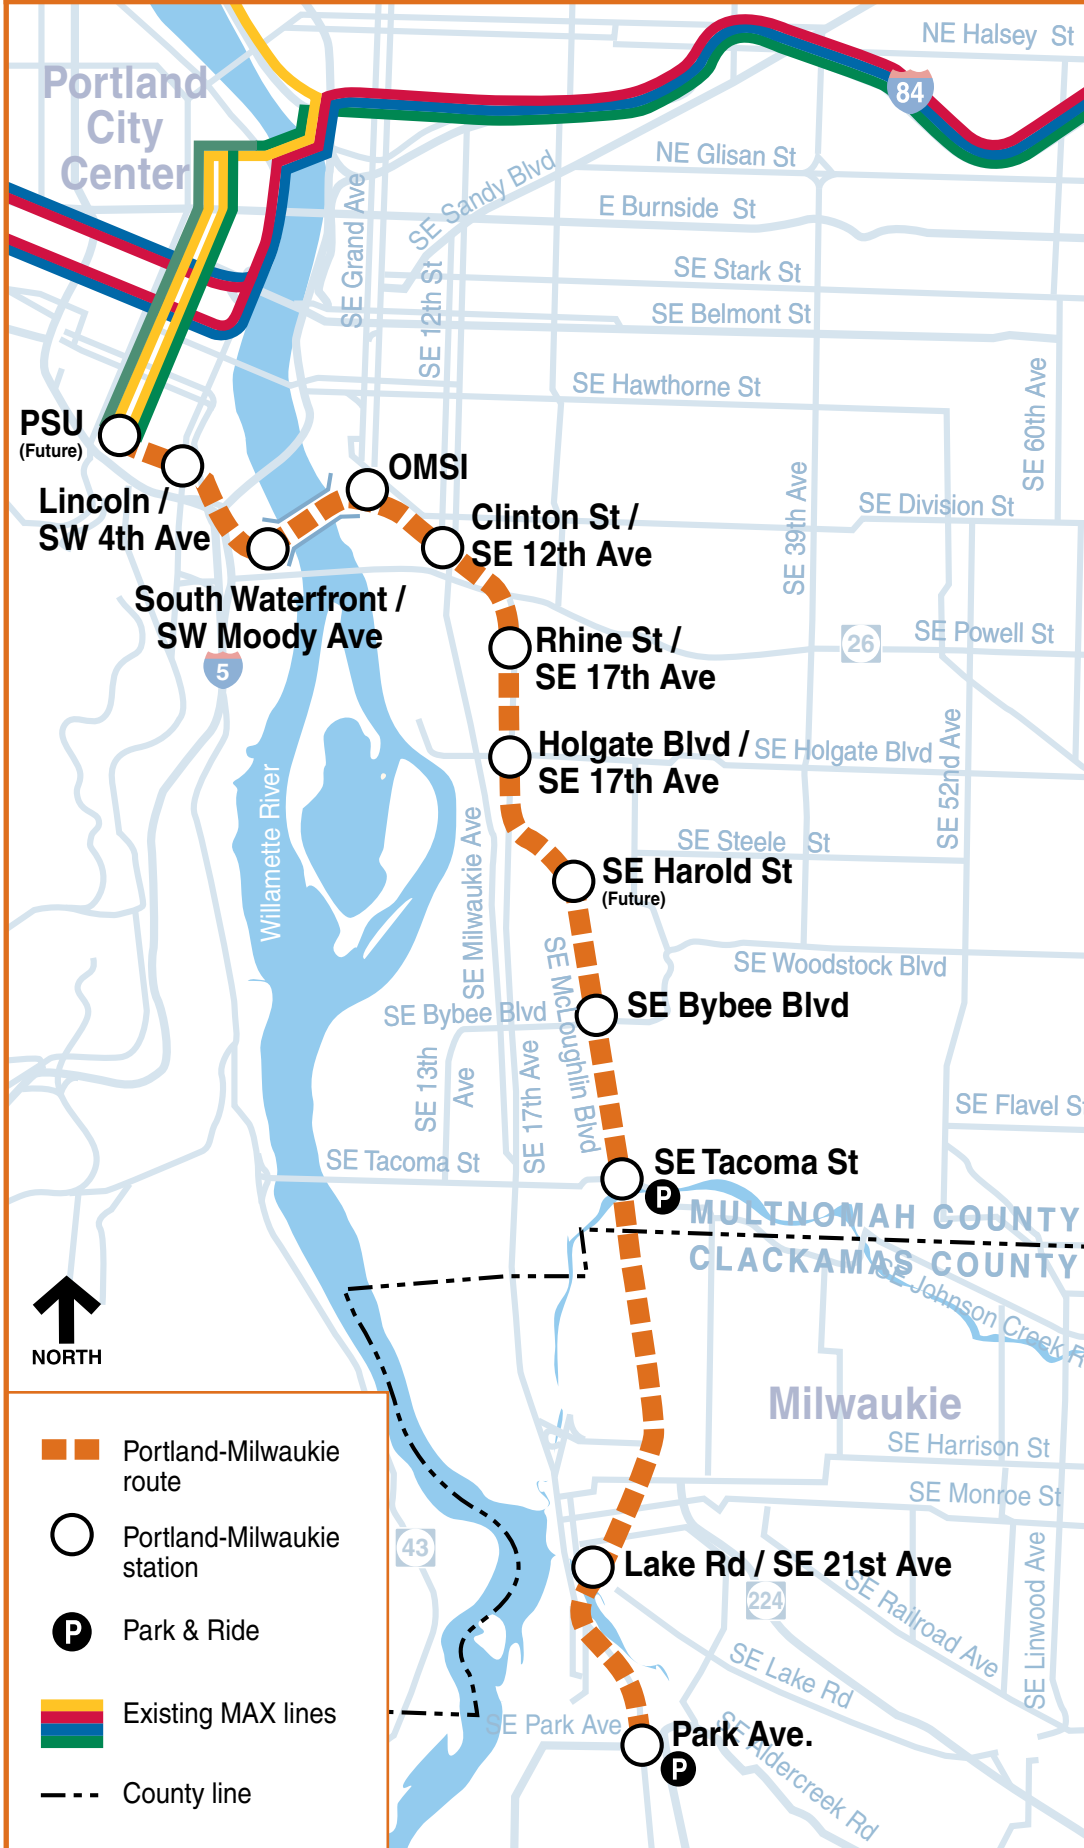 NE Halsey St
Portland
City
Center
84
NE Glisan St
SE Sandy Blvd
E Burnside St
SE Grand Ave
SE Stark St
SE 12th St
SE Belmont St
SE Hawthorne St
SE 60th Ave
PSU
(Future)
OMSI
SE 39th Ave
Lincoln /
SW 4th Ave
SE Division St
Clinton St /
SE 12th Ave
South Waterfront /
SW Moody Ave
Rhine St /
SE 17th Ave
26
SE Powell St
5
Holgate Blvd /
SE 17th Ave
SE Holgate Blvd
SE 52nd Ave
Willamette River
SE Milwaukie Ave
SE Steele St
SE Harold St
(Future)
SE McLoughlin Blvd
SE Woodstock Blvd
SE Bybee Blvd
SE Bybee Blvd
SE 13th
Ave
SE 17th Ave
SE Flavel S
SE Tacoma St
SE Tacoma St
P
MULTNOMAH COUNTY
CLACKAMAS COUNTY
SE Johnson Creek R
NORTH
Milwaukie
SE Harrison St
SE Monroe St
43
Lake Rd / SE 21st Ave
224
SE Railroad Ave
SE Linwood Ave
SE Lake Rd
SE Park Ave
Park Ave.
P
SE Aldercreek Rd
Portland-Milwaukie
route
Portland-Milwaukie
station
P
Park & Ride
Existing MAX lines
County line